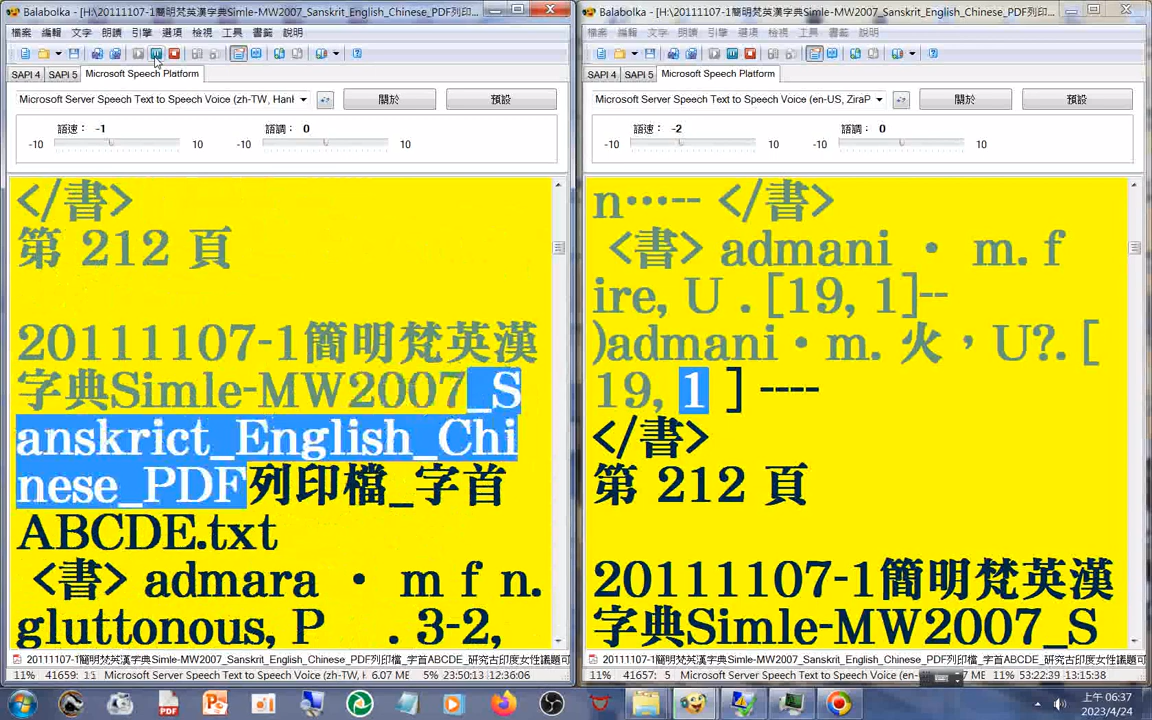 Balabolka - [H:\20111107-1簡明梵英漢字典Simle-MW2007_Sanskrit_English_Chinese_PDF列印...
檔案 編輯 文字 朗讀 引擎 選項 檢視 工具 書籤 說明
SAPI 4 SAPI 5 Microsoft Speech Platform
Microsoft Server Speech Text to Speech Voice (zh-TW, Hanl
關於 預設
語速： -1 語調： 0
-10 10 -10 10
</書>
第 212 頁
20111107-1簡明梵英漢
字典Simle-MW2007_S
anskrict_English_Chi
nese_PDF列印檔_字首
ABCDE.txt
<書> admara • m f n.
gluttonous, P . 3-2,
20111107-1簡明梵英漢字典Simle-MW2007_Sanskrit_English_Chinese_PDF列印檔_字首ABCDE_研究古印度女性議題可
11% 41659: 11 Microsoft Server Speech Text to Speech Voice (zh-TW, H 6.07 ME 5% 23:50:13 12:36:06
Balabolka - [H:\20111107-1簡明梵英漢字典Simle-MW2007_Sanskrit_English_Chinese_PDF列印...
檔案 編輯 文字 朗讀 引擎 選項 檢視 工具 書籤 說明
SAPI 4 SAPI 5 Microsoft Speech Platform
Microsoft Server Speech Text to Speech Voice (en-US, ZiraP
關於 預設
語速： -2 語調： 0
-10 10 -10 10
n…-- </書>
<書> admani • m. f
ire, U . [19, 1]--
)admani • m. 火，U?. [
19, 1 ] ----
</書>
第 212 頁
20111107-1簡明梵英漢
字典Simle-MW2007_S
20111107-1簡明梵英漢字典Simle-MW2007_Sanskrit_English_Chinese_PDF列印檔_字首ABCDE_研究古印度女性議題可
11% 41657: 5 Microsoft Server Speech Text to Speech Voice (en- ME 11% 53:22:39 13:15:38
PDF
上午 06:37
2023/4/24